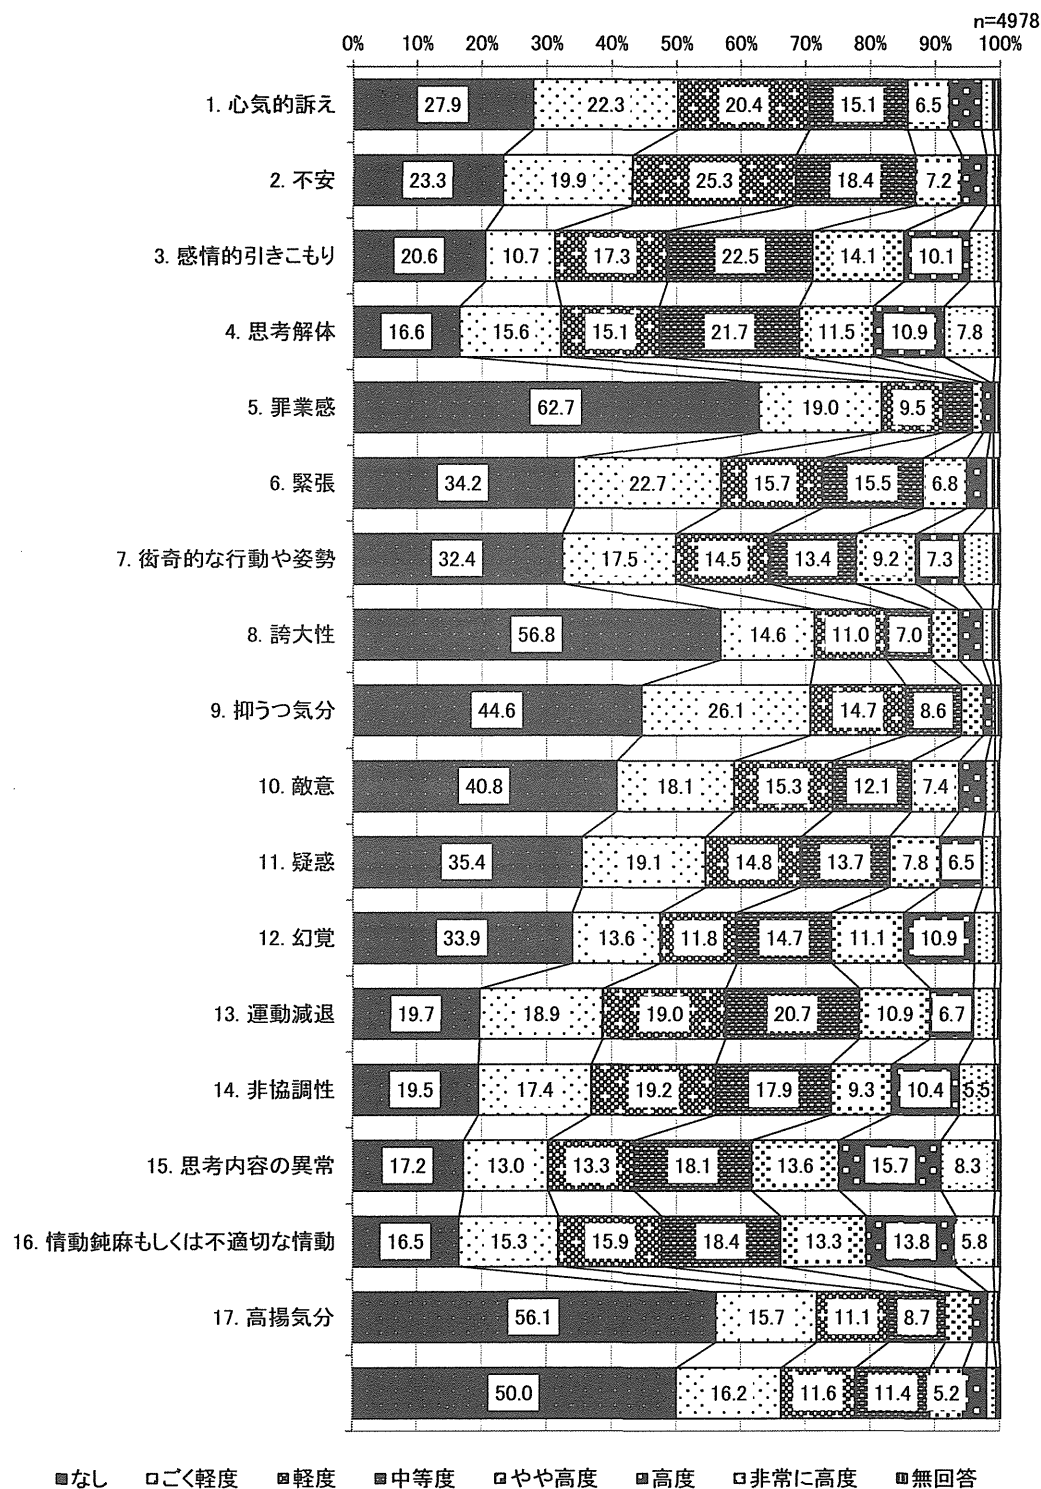 n=4978
0% 10% 20% 30% 40% 50% 60% 70% 80% 90% 100%
1. 心気的訴え 27.9 22.3 20.4 15.1 6.5
2. 不安 23.3 19.9 25.3 18.4 7.2
3. 感情的引きこもり 20.6 10.7 17.3 22.5 14.1 10.1
4. 思考解体 16.6 15.6 15.1 21.7 11.5 10.9 7.8
5. 罪業感 62.7 19.0 9.5
6. 緊張 34.2 22.7 15.7 15.5 6.8
7. 衒奇的な行動や姿勢 32.4 17.5 14.5 13.4 9.2 7.3
8. 誇大性 56.8 14.6 11.0 7.0
9. 抑うつ気分 44.6 26.1 14.7 8.6
10. 敵意 40.8 18.1 15.3 12.1 7.4
11. 疑惑 35.4 19.1 14.8 13.7 7.8 6.5
12. 幻覚 33.9 13.6 11.8 14.7 11.1 10.9
13. 運動減退 19.7 18.9 19.0 20.7 10.9 6.7
14. 非協調性 19.5 17.4 19.2 17.9 9.3 10.4 5.5
15. 思考内容の異常 17.2 13.0 13.3 18.1 13.6 15.7 8.3
16. 情動鈍麻もしくは不適切な情動 16.5 15.3 15.9 18.4 13.3 13.8 5.8
17. 高揚気分 56.1 15.7 11.1 8.7
50.0 16.2 11.6 11.4 5.2
なし ごく軽度 軽度 中等度 やや高度 高度 非常に高度 無回答